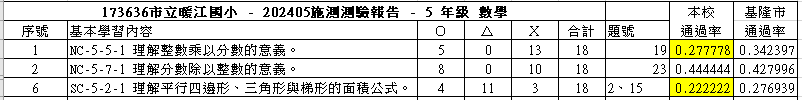 173636市立暖江國小 - 202405施測測驗報告 - 5 年級 數學
序號 基本學習內容 O △ X 合計 題號 本校通過率 基隆市通過率
1 NC-5-5-1 理解整數乘以分數的意義。 5 0 13 18 19 0.277778 0.342397
2 NC-5-7-1 理解分數除以整數的意義。 8 0 10 18 23 0.444444 0.427996
6 SC-5-2-1 理解平行四邊形、三角形與梯形的面積公式。 4 11 3 18 2、15 0.222222 0.276939